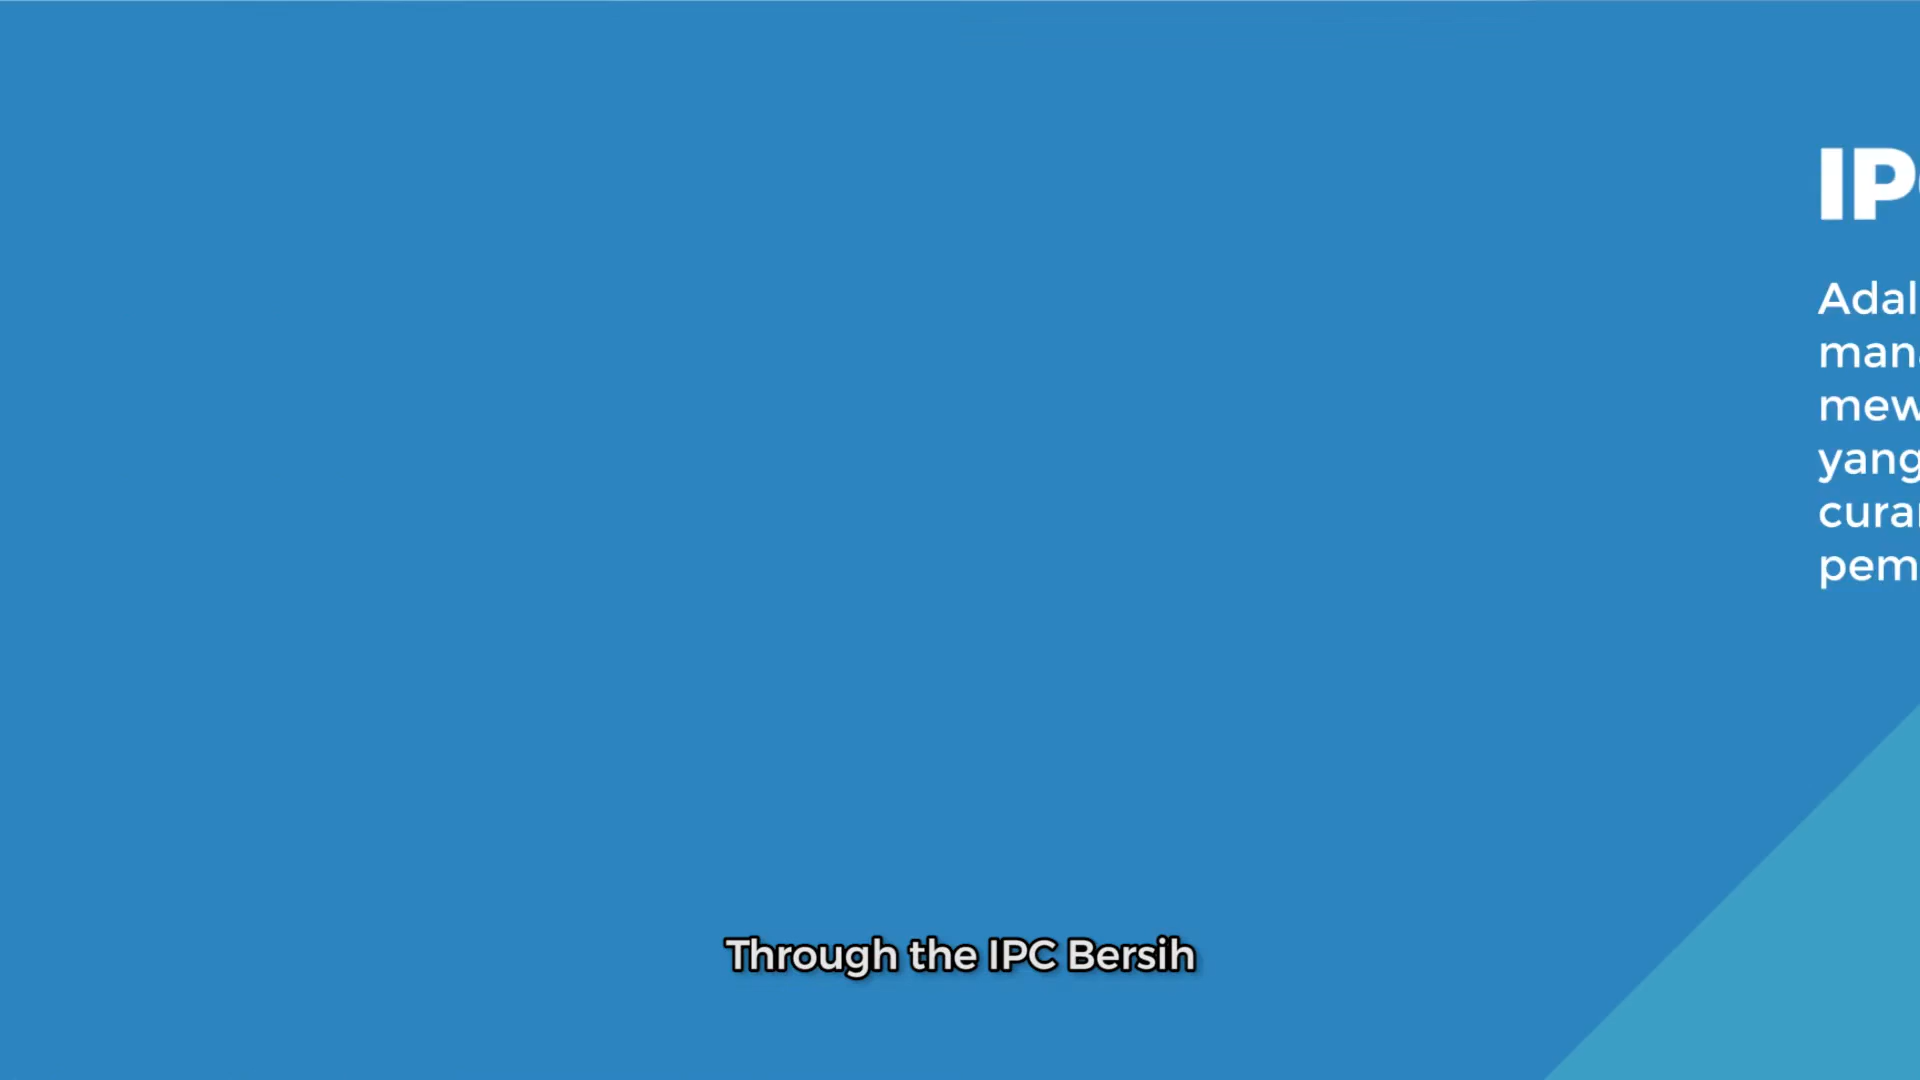 IP
Adal
man
mew
yang
cura
pem
Through the IPC Bersih